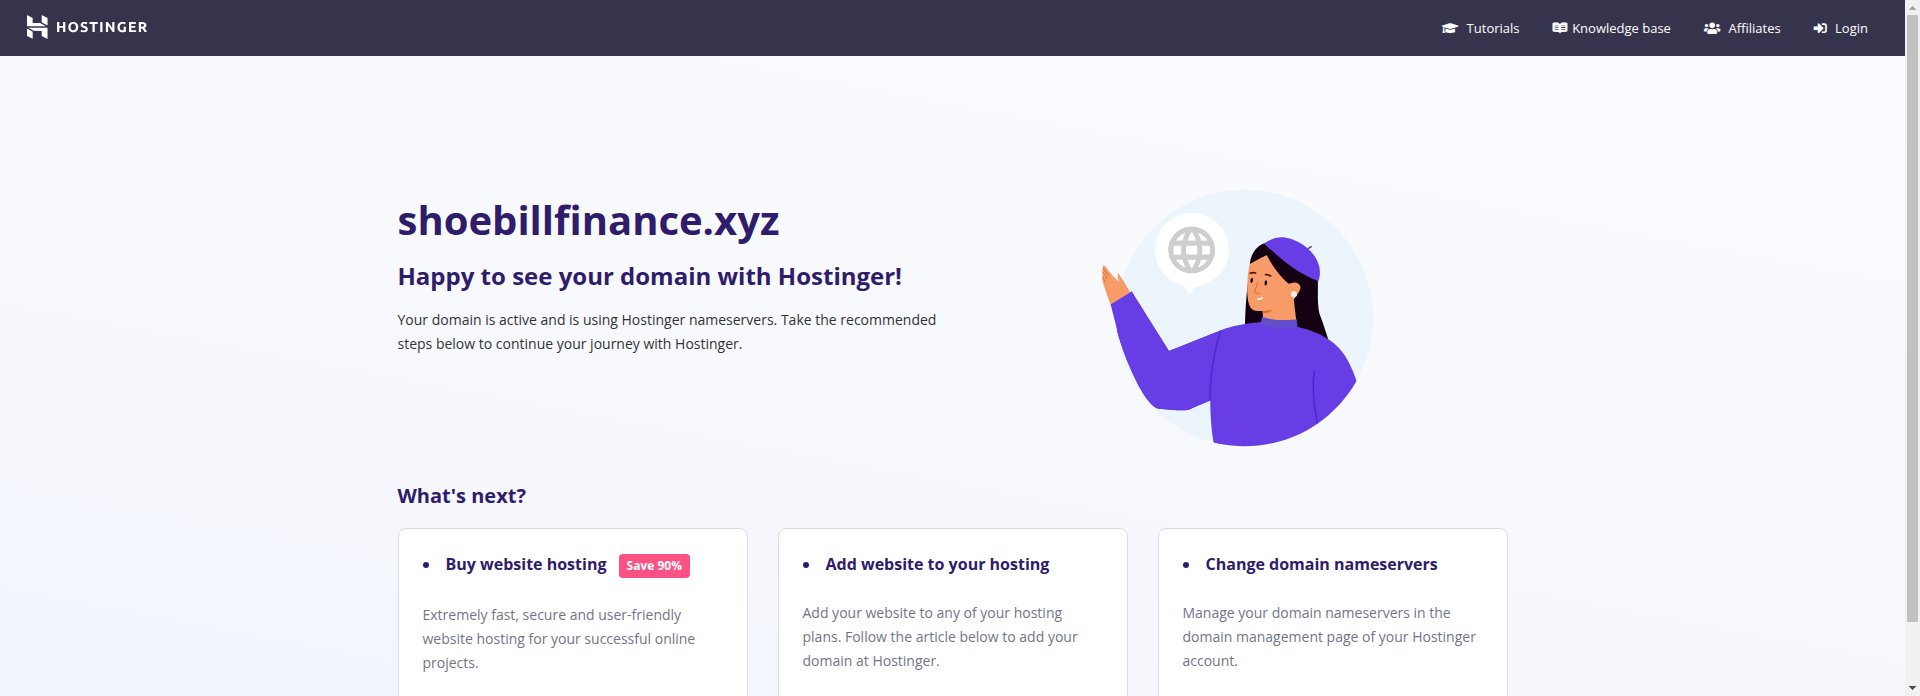 HOSTINGER
Tutorials
Knowledge base
Affiliates
Login
shoebillfinance.xyz
Happy to see your domain with Hostinger!
Your domain is active and is using Hostinger nameservers. Take the recommended
steps below to continue your journey with Hostinger.
What's next?
Buy website hosting Save 90%
Extremely fast, secure and user-friendly
website hosting for your successful online
projects.
Add website to your hosting
Add your website to any of your hosting
plans. Follow the article below to add your
domain at Hostinger.
Change domain nameservers
Manage your domain nameservers in the
domain management page of your Hostinger
account.